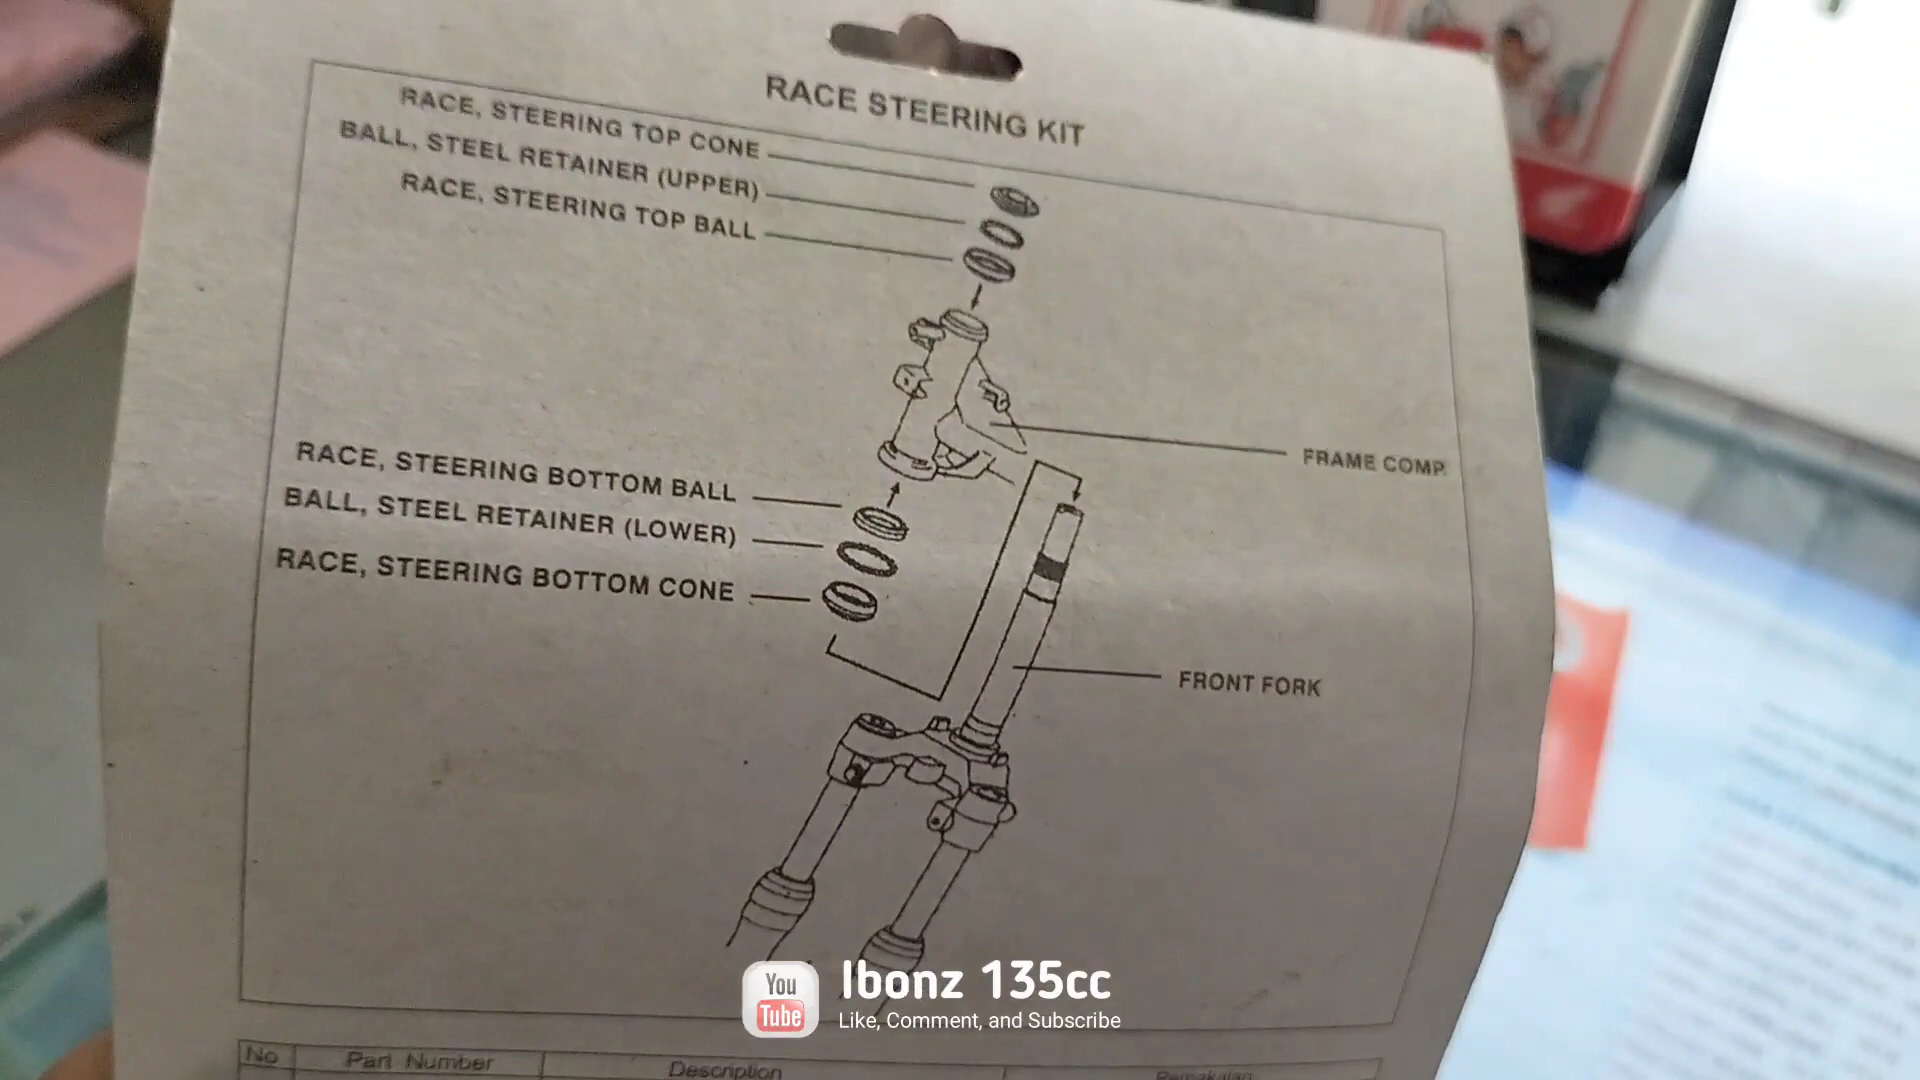 RACE STEERING KIT
RACE, STEERING TOP CONE
BALL, STEEL RETAINER (UPPER)
RACE, STEERING TOP BALL
FRAME COMP.
RACE, STEERING BOTTOM BALL
BALL, STEEL RETAINER (LOWER)
RACE, STEERING BOTTOM CONE
FRONT FORK
You
Tube
Ibonz 135cc
Like, Comment, and Subscribe
No Part Number Description Pemakaian